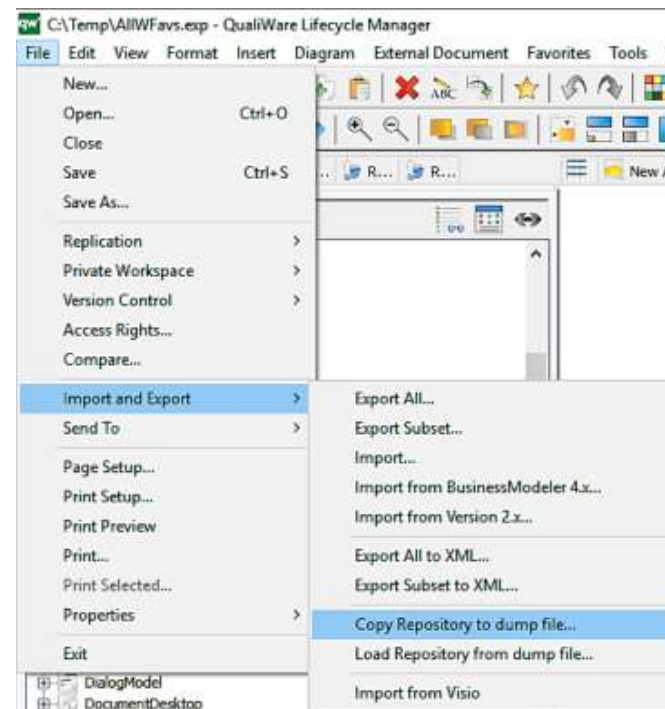 C:\Temp\AllWFavs.exp - QualiWare Lifecycle Manager
File Edit View Format Insert Diagram External Document Favorites Tools
New...
Open... Ctrl+O
Close
Save Ctrl+S
Save As...
ABC
... R... R... New
Replication
Private Workspace
Version Control
Access Rights...
Compare...
Import and Export
Send To
Page Setup...
Print Setup...
Print Preview
Print...
Print Selected...
Properties
Exit
Export All...
Export Subset...
Import...
Import from BusinessModeler 4.x...
Import from Version 2.x...
Export All to XML...
Export Subset to XML...
Copy Repository to dump file...
Load Repository from dump file...
Import from Visio
DialogModel
DocumentDesktop